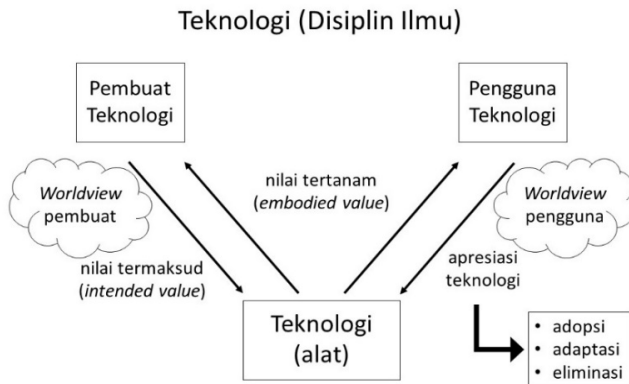 Teknologi (Disiplin Ilmu)
Pembuat
Teknologi
Pengguna
Teknologi
Worldview
pembuat
nilai tertanam
(embodied value)
Worldview
pengguna
nilai termaksud
(intended value)
apresiasi
teknologi
Teknologi
(alat)
• adopsi
• adaptasi
• eliminasi